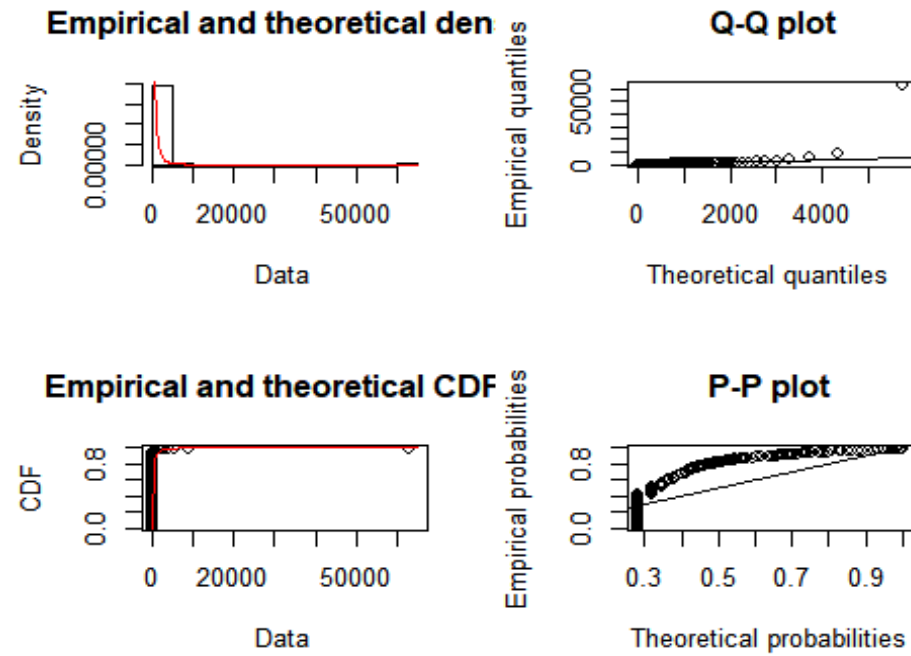 Empirical and theoretical den
Density
0.00000
0 20000 50000
Data
Q-Q plot
Empirical quantiles
0 50000
0 2000 4000
Theoretical quantiles
Empirical and theoretical CDF
CDF
0.0 0.8
0 20000 50000
Data
P-P plot
Empirical probabilities
0.0 0.8
0.3 0.5 0.7 0.9
Theoretical probabilities